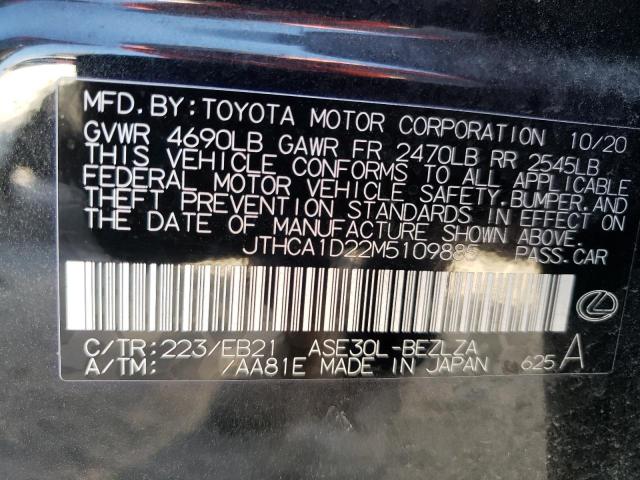 MFD. BY: TOYOTA MOTOR CORPORATION 10/20
GVWR 4690LB GAWR FR 2470LB RR 2545LB
THIS VEHICLE CONFORMS TO ALL APPLICABLE
FEDERAL MOTOR VEHICLE SAFETY, BUMPER, AND
THEFT PREVENTION STANDARDS IN EFFECT ON
THE DATE OF MANUFACTURE SHOWN ABOVE.
JTHCA1D22M5109885 PASS. CAR
C/TR: 223/EB21 ASE30L-BEZLZA
A/TM: /AA81E MADE IN JAPAN 625 A